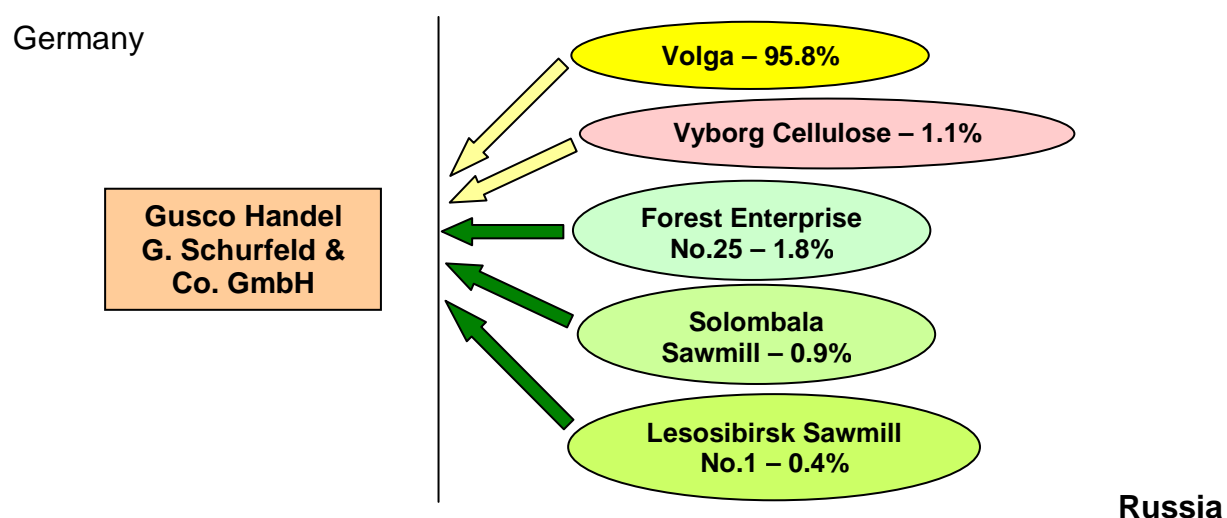 Germany
Volga – 95.8%
Vyborg Cellulose – 1.1%
Gusco Handel
G. Schurfeld &
Co. GmbH
Forest Enterprise
No.25 – 1.8%
Solombala
Sawmill – 0.9%
Lesosibirsk Sawmill
No.1 – 0.4%
Russia